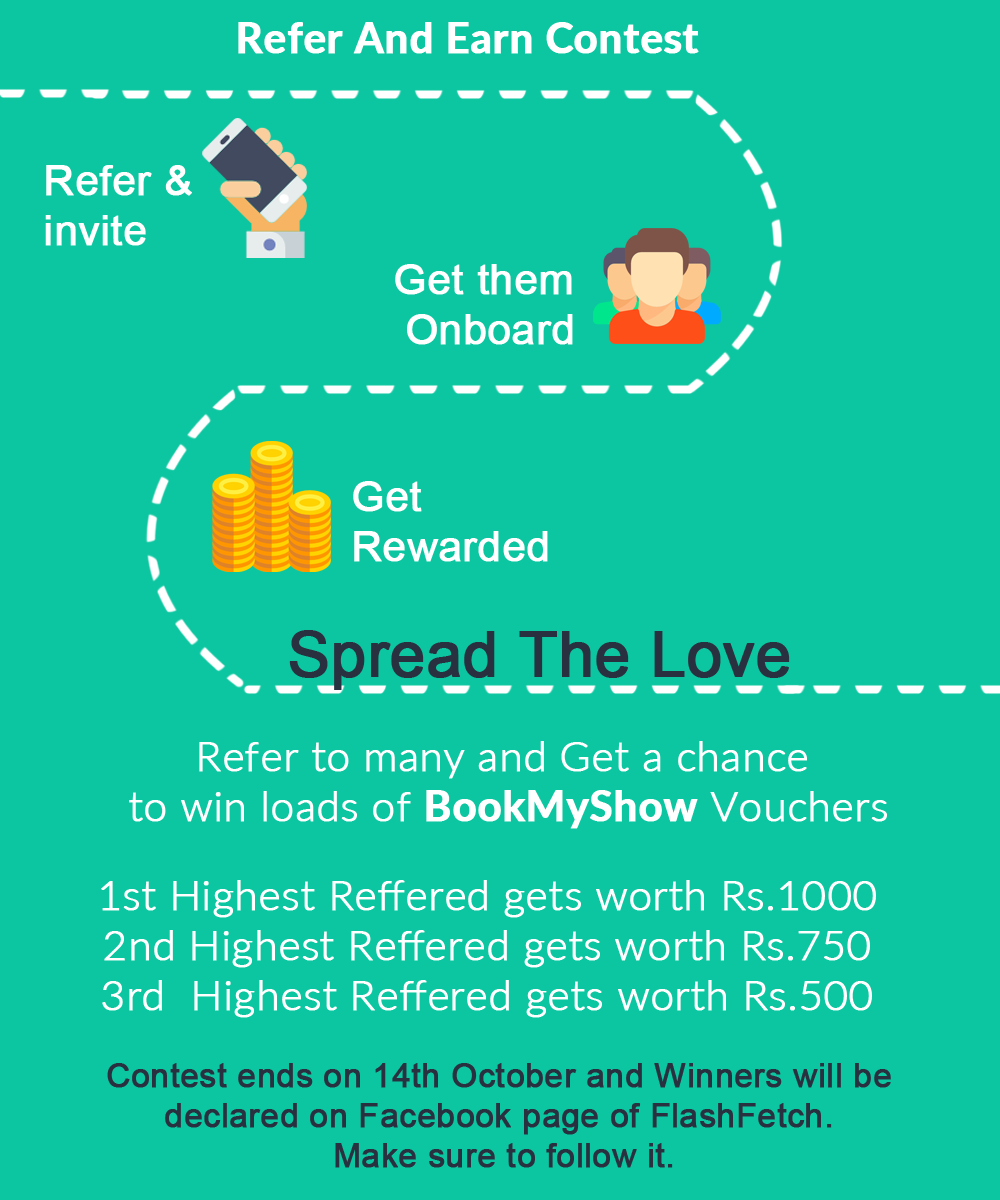 Refer And Earn Contest
Refer &
invite
Get them
Onboard
Get
Rewarded
Spread The Love
Refer to many and Get a chance
to win loads of BookMyShow Vouchers
1st Highest Reffered gets worth Rs.1000
2nd Highest Reffered gets worth Rs.750
3rd Highest Reffered gets worth Rs.500
Contest ends on 14th October and Winners will be
declared on Facebook page of FlashFetch.
Make sure to follow it.